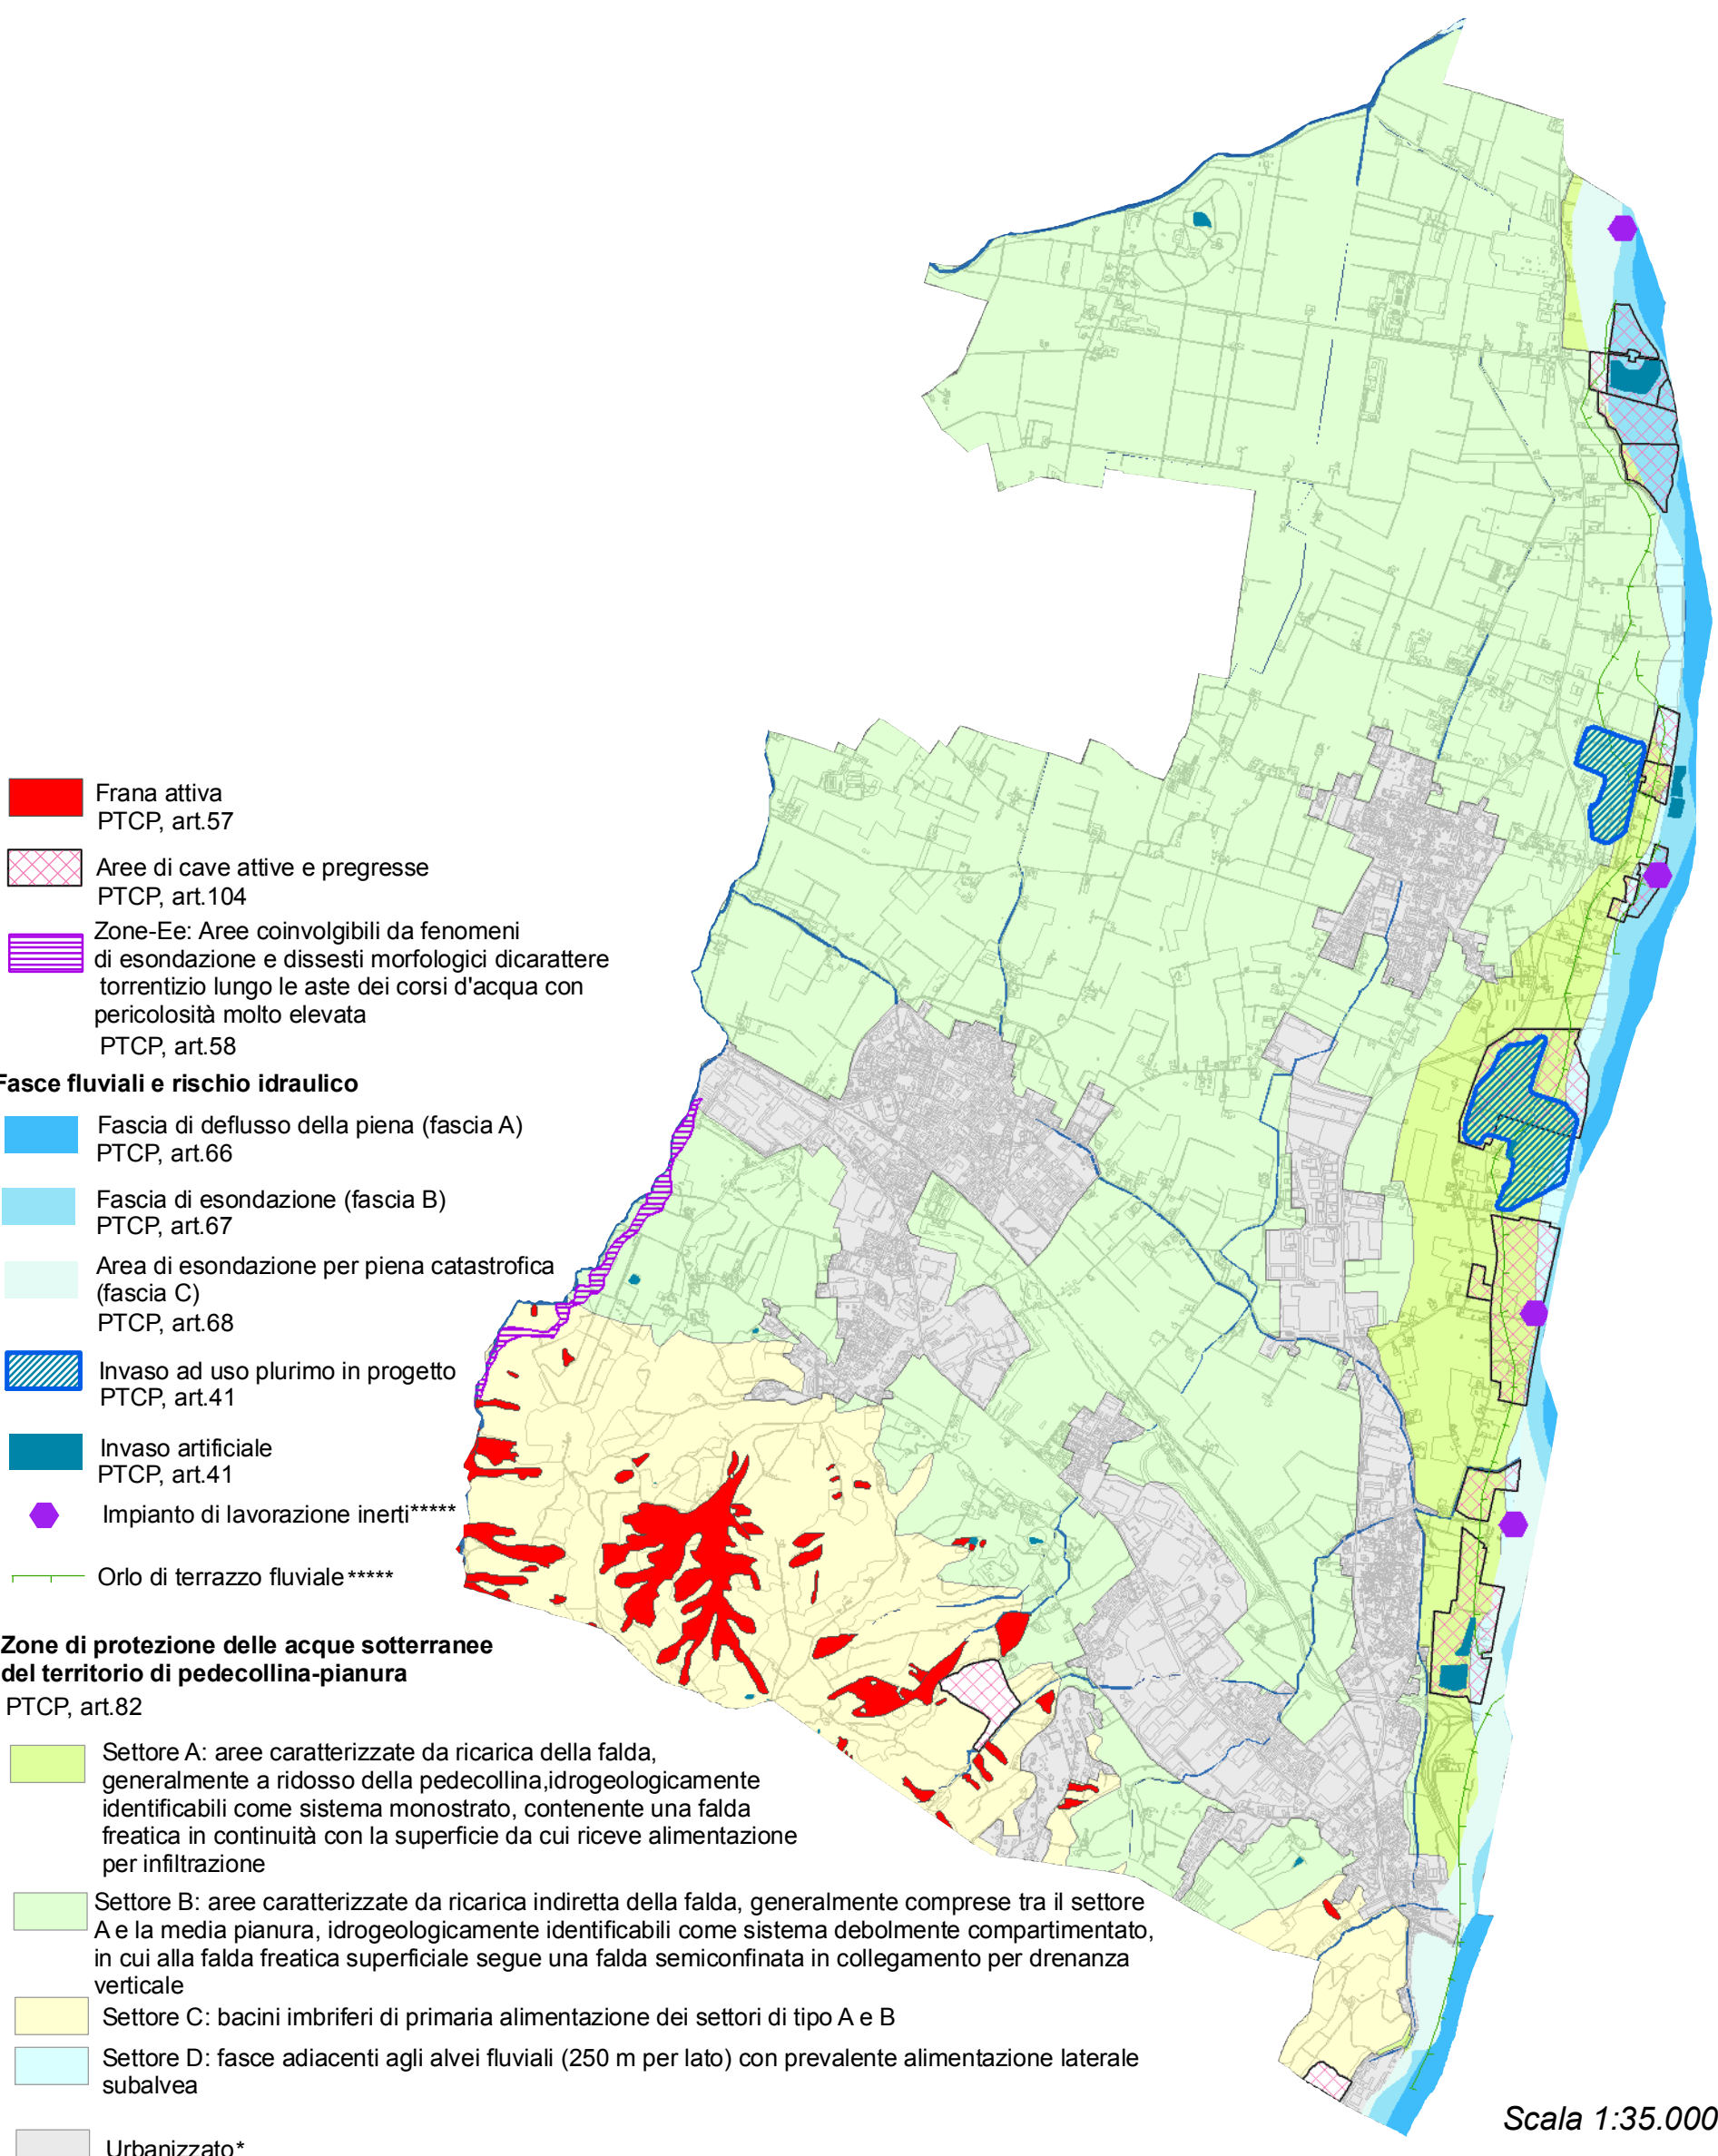 Frana attiva
PTCP, art.57
Aree di cave attive e pregresse
PTCP, art.104
Zone-Ee: Aree coinvolgibili da fenomeni
di esondazione e dissesti morfologici dicarattere
torrentizio lungo le aste dei corsi d'acqua con
pericolosità molto elevata
PTCP, art.58
Fasce fluviali e rischio idraulico
Fascia di deflusso della piena (fascia A)
PTCP, art.66
Fascia di esondazione (fascia B)
PTCP, art.67
Area di esondazione per piena catastrofica
(fascia C)
PTCP, art.68
Invaso ad uso plurimo in progetto
PTCP, art.41
Invaso artificiale
PTCP, art.41
Impianto di lavorazione inerti*****
Orlo di terrazzo fluviale*****
Zone di protezione delle acque sotterranee
del territorio di pedecollina-pianura
PTCP, art.82
Settore A: aree caratterizzate da ricarica della falda,
generalmente a ridosso della pedecollina,idrogeologicamente
identificabili come sistema monostrato, contenente una falda
freatica in continuità con la superficie da cui riceve alimentazione
per infiltrazione
Settore B: aree caratterizzate da ricarica indiretta della falda, generalmente comprese tra il settore
A e la media pianura, idrogeologicamente identificabili come sistema debolmente compartimentato,
in cui alla falda freatica superficiale segue una falda semiconfinata in collegamento per drenanza
verticale
Settore C: bacini imbriferi di primaria alimentazione dei settori di tipo A e B
Settore D: fasce adiacenti agli alvei fluviali (250 m per lato) con prevalente alimentazione laterale
subalvea
Urbanizzato*
Scala 1:35.000